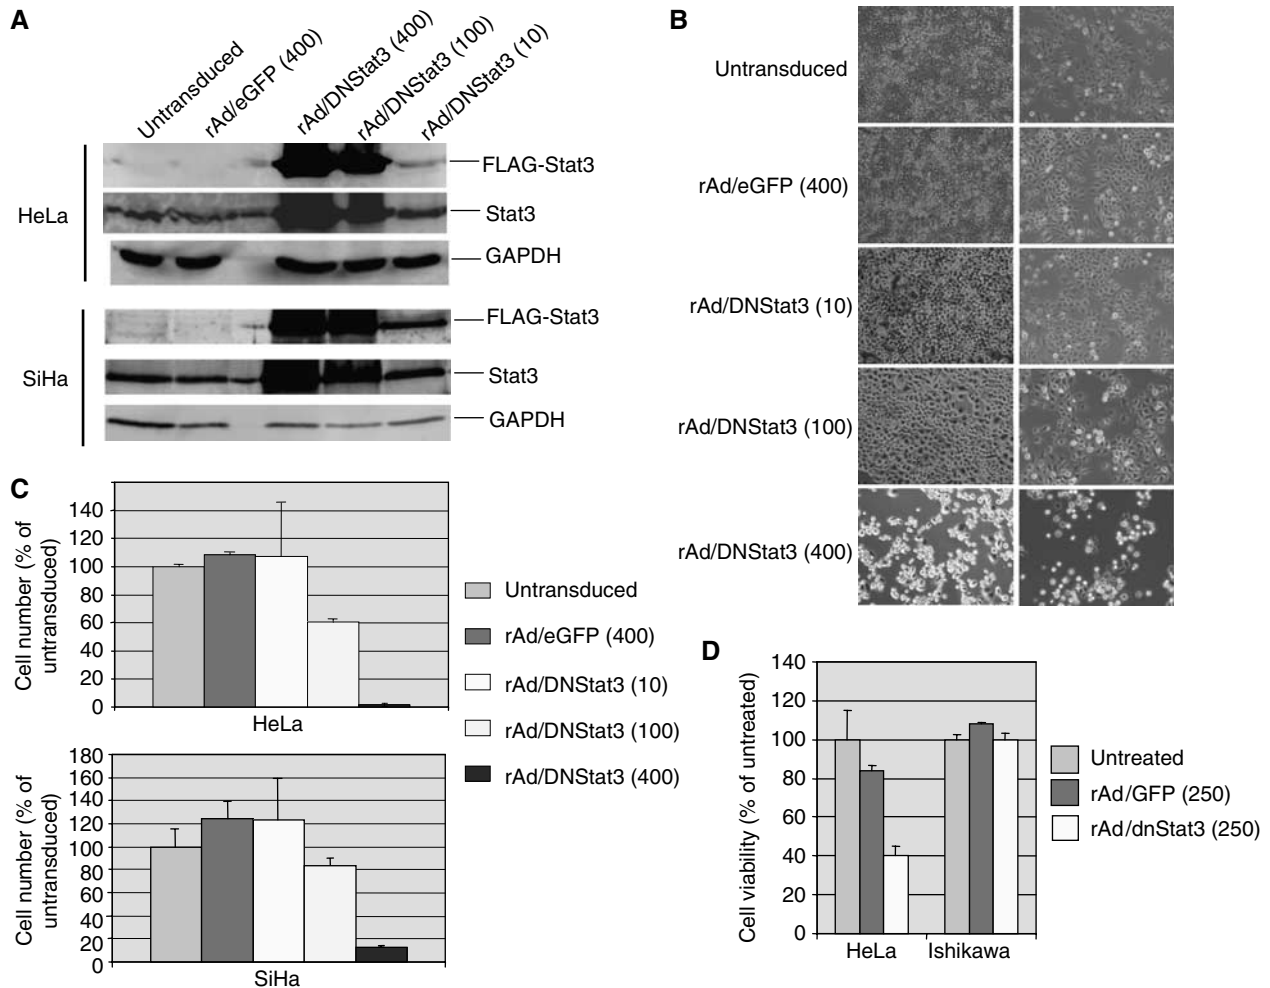 A
Untransduced
rAd/eGFP (400)
rAd/DNStat3 (400)
rAd/DNStat3 (100)
rAd/DNStat3 (10)
HeLa
FLAG-Stat3
Stat3
GAPDH
SiHa
FLAG-Stat3
Stat3
GAPDH
B
Untransduced
rAd/eGFP (400)
rAd/DNStat3 (10)
rAd/DNStat3 (100)
rAd/DNStat3 (400)
C
Cell number (% of
untransduced)
140
120
100
80
60
40
20
0
HeLa
Cell number (% of
untransduced)
180
160
140
120
100
80
60
40
20
0
SiHa
Untransduced
rAd/eGFP (400)
rAd/DNStat3 (10)
rAd/DNStat3 (100)
rAd/DNStat3 (400)
D
Cell viability (% of untreated)
140
120
100
80
60
40
20
0
HeLa
Ishikawa
Untreated
rAd/GFP (250)
rAd/dnStat3 (250)